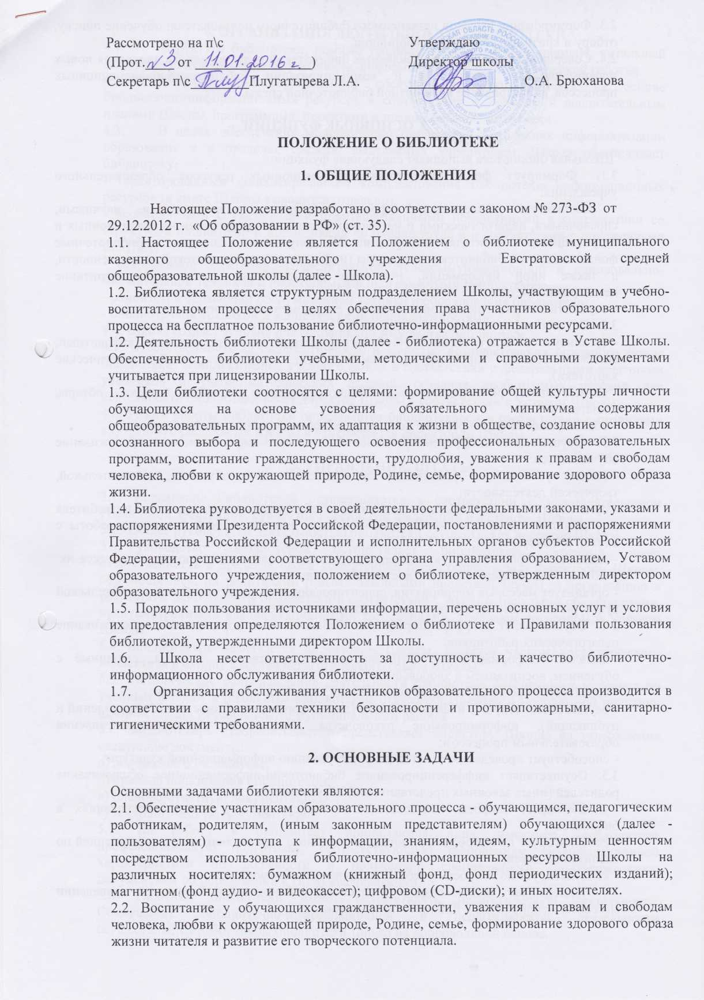 Рассмотрено на п\с
(Прот. №3 от 11.01.2016 г)
Секретарь п\с Плугатырева Л.А.
Утверждаю
Директор школы
О.А. Брюханова
ПОЛОЖЕНИЕ О БИБЛИОТЕКЕ
1. ОБЩИЕ ПОЛОЖЕНИЯ
Настоящее Положение разработано в соответствии с законом № 273-ФЗ от
29.12.2012 г. «Об образовании в РФ» (ст. 35).
1.1. Настоящее Положение является Положением о библиотеке муниципального
казенного общеобразовательного учреждения Евстратовской средней
общеобразовательной школы (далее - Школа).
1.2. Библиотека является структурным подразделением Школы, участвующим в учебно-
воспитательном процессе в целях обеспечения права участников образовательного
процесса на бесплатное пользование библиотечно-информационными ресурсами.
1.2 Деятельность библиотеки Школы (далее - библиотека) отражается в Уставе Школы.
Обеспеченность библиотеки учебными, методическими и справочными документами
учитывается при лицензировании Школы.
1.3. Цели библиотеки соотносятся с целями: формирование общей культуры личности
обучающихся на основе усвоения обязательного минимума содержания
общеобразовательных программ, их адаптация к жизни в обществе, создание основы для
осознанного выбора и последующего освоения профессиональных образовательных
программ, воспитание гражданственности, трудолюбия, уважения к правам и свободам
человека, любви к окружающей природе, Родине, семье, формирование здорового образа
жизни.
1.4. Библиотека руководствуется в своей деятельности федеральными законами, указами и
распоряжениями Президента Российской Федерации, постановлениями и распоряжениями
Правительства Российской Федерации и исполнительных органов субъектов Российской
Федерации, решениями соответствующего органа управления образованием, Уставом
образовательного учреждения, положением о библиотеке, утвержденным директором
образовательного учреждения.
1.5. Порядок пользования источниками информации, перечень основных услуг и условия
их предоставления определяются Положением о библиотеке и Правилами пользования
библиотекой, утвержденными директором Школы.
1.6. Школа несет ответственность за доступность и качество библиотечно-
информационного обслуживания библиотеки.
1.7. Организация обслуживания участников образовательного процесса производится в
соответствии с правилами техники безопасности и противопожарными, санитарно-
гигиеническими требованиями.
2. ОСНОВНЫЕ ЗАДАЧИ
Основными задачами библиотеки являются:
2.1. Обеспечение участникам образовательного процесса - обучающимся, педагогическим
работникам, родителям, (иным законным представителям) обучающихся (далее -
пользователям) - доступа к информации, знаниям, идеям, культурным ценностям
посредством использования библиотечно-информационных ресурсов Школы на
различных носителях: бумажном (книжный фонд, фонд периодических изданий);
магнитном (фонд аудио- и видеокассет); цифровом (CD-диски); и иных носителях.
2.2. Воспитание у обучающихся гражданственности, уважения к правам и свободам
человека, любви к окружающей природе, Родине, семье, формирование здорового образа
жизни читателя и развитие его творческого потенциала.